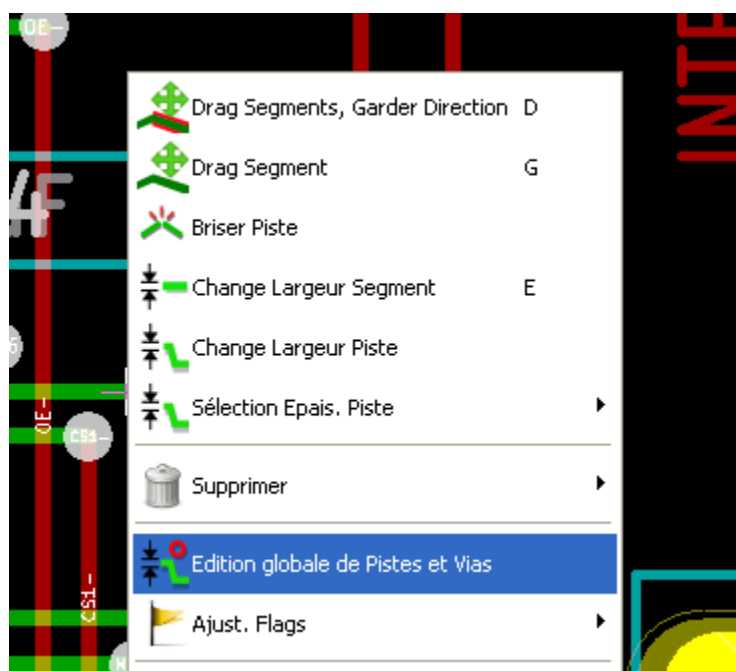 OE-
INTE
Drag Segments, Garder Direction D
Drag Segment G
4F
Briser Piste
Change Largeur Segment E
Change Largeur Piste
Sélection Epais. Piste
OE-
CS1-
Supprimer
Edition globale de Pistes et Vias
CS1-
Ajust. Flags
N